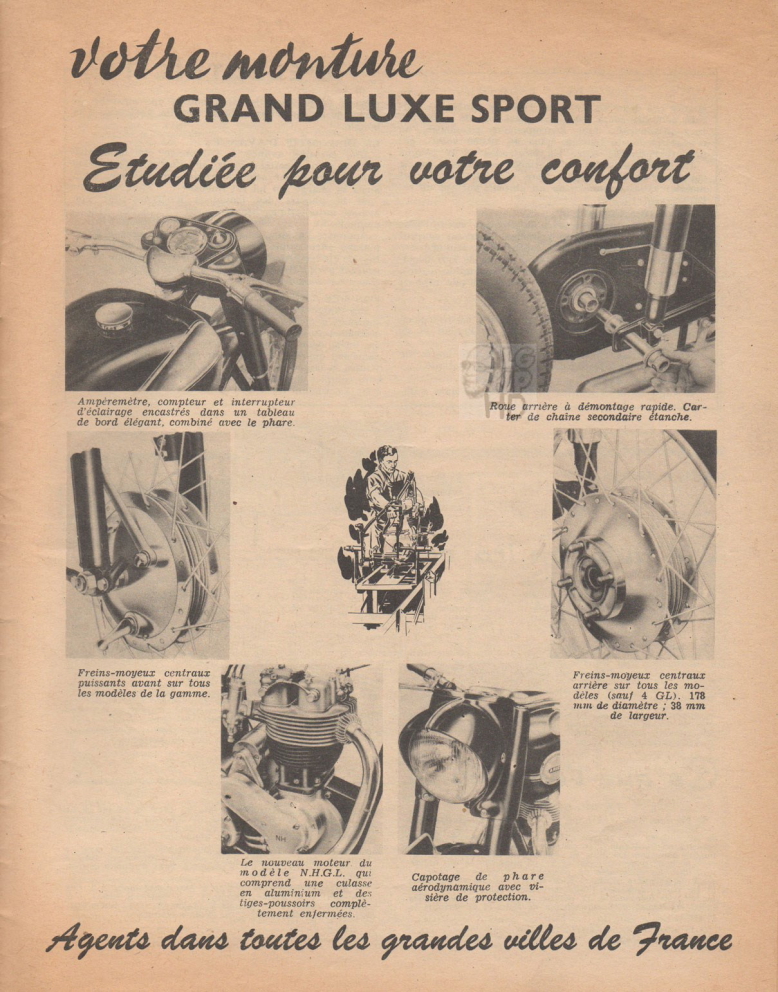 votre monture
GRAND LUXE SPORT
Etudiée pour votre confort
Ampèremètre, compteur et interrupteur
d'éclairage encastrés dans un tableau
de bord élégant, combiné avec le phare.
Roue arrière à démontage rapide. Car-
ter de chaîne secondaire étanche.
Freins-moyeux centraux
puissants avant sur tous
les modèles de la gamme.
Freins-moyeux centraux
arrière sur tous les mo-
dèles (sauf 4 GL). 178
mm de diamètre ; 38 mm
de largeur.
NH
Le nouveau moteur du
modèle N.H.G.L. qui
comprend une culasse
en aluminium et des
tiges-poussoirs complè-
tement enfermées.
Capotage de phare
aérodynamique avec vi-
sière de protection.
Agents dans toutes les grandes villes de France